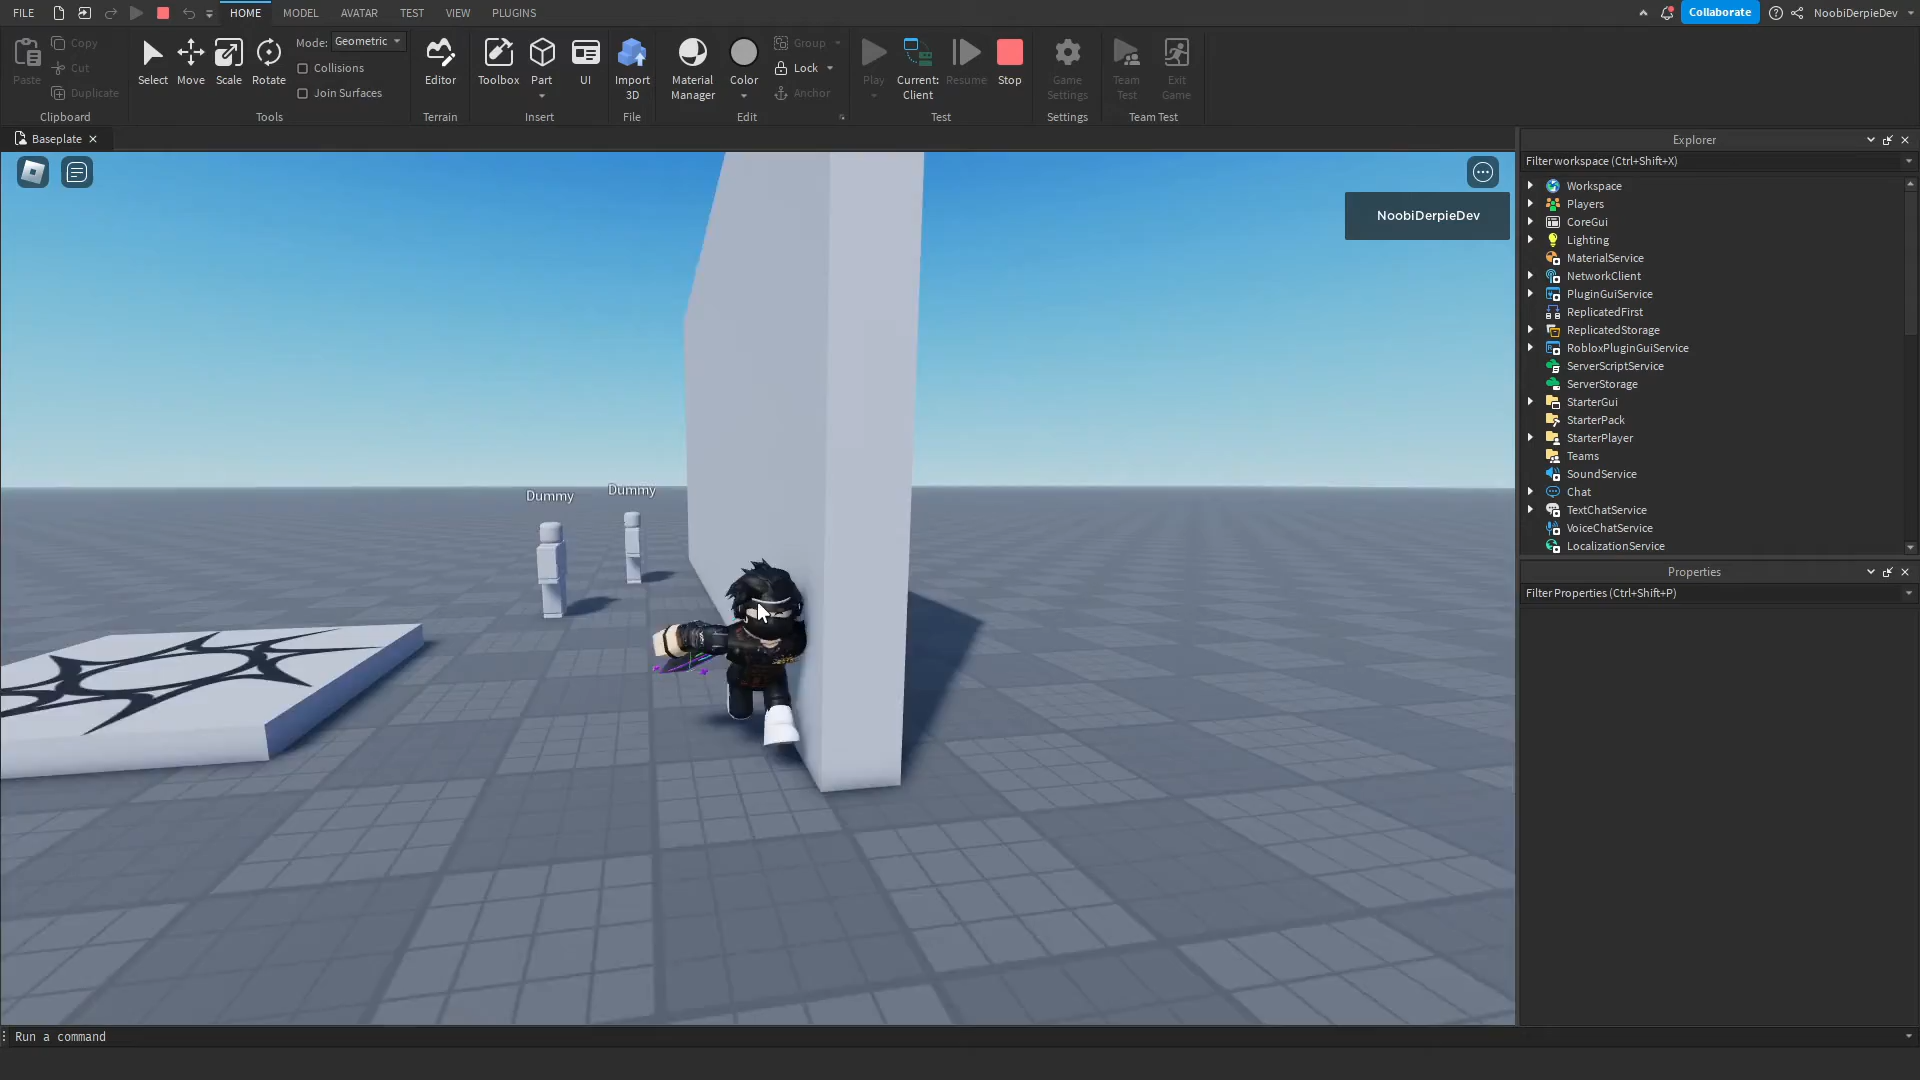 FILE HOME MODEL AVATAR TEST VIEW PLUGINS Collaborate NoobiDerpieDev
Paste Copy Cut Duplicate Clipboard
Select Move Scale Rotate Mode: Geometric Collisions Join Surfaces Tools
Editor Terrain
Toolbox Part UI Insert
Import 3D File
Material Manager Color Group Lock Anchor Edit
Play Current: Client Resume Stop Test
Game Settings Settings
Team Test Exit Game Team Test
Baseplate
NoobiDerpieDev
Dummy Dummy
Explorer
Filter workspace (Ctrl+Shift+X)
Workspace
Players
CoreGui
Lighting
MaterialService
NetworkClient
PluginGuiService
ReplicatedFirst
ReplicatedStorage
RobloxPluginGuiService
ServerScriptService
ServerStorage
StarterGui
StarterPack
StarterPlayer
Teams
SoundService
Chat
TextChatService
VoiceChatService
LocalizationService
Properties
Filter Properties (Ctrl+Shift+P)
Run a command